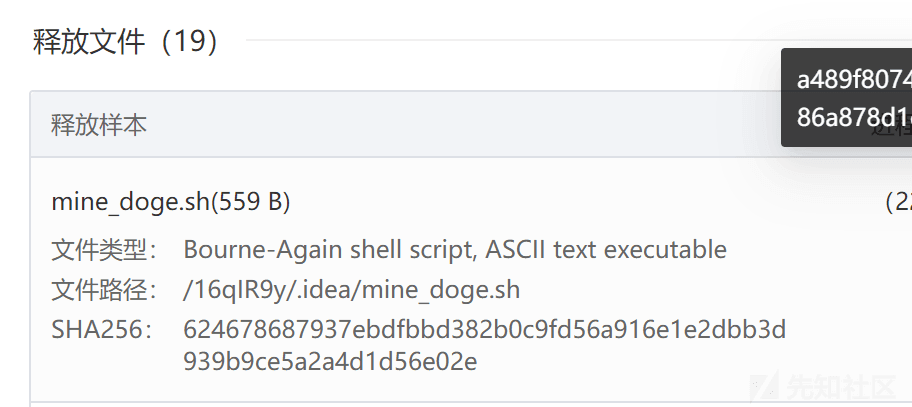 释放文件（19）
a489f8074
86a878d1
释放样本
mine_doge.sh(559 B)
(22
文件类型： Bourne-Again shell script, ASCII text executable
文件路径： /16qIR9y/.idea/mine_doge.sh
SHA256： 624678687937ebdfbbd382b0c9fd56a916e1e2dbb3d
939b9ce5a2a4d1d56e02e
先知社区